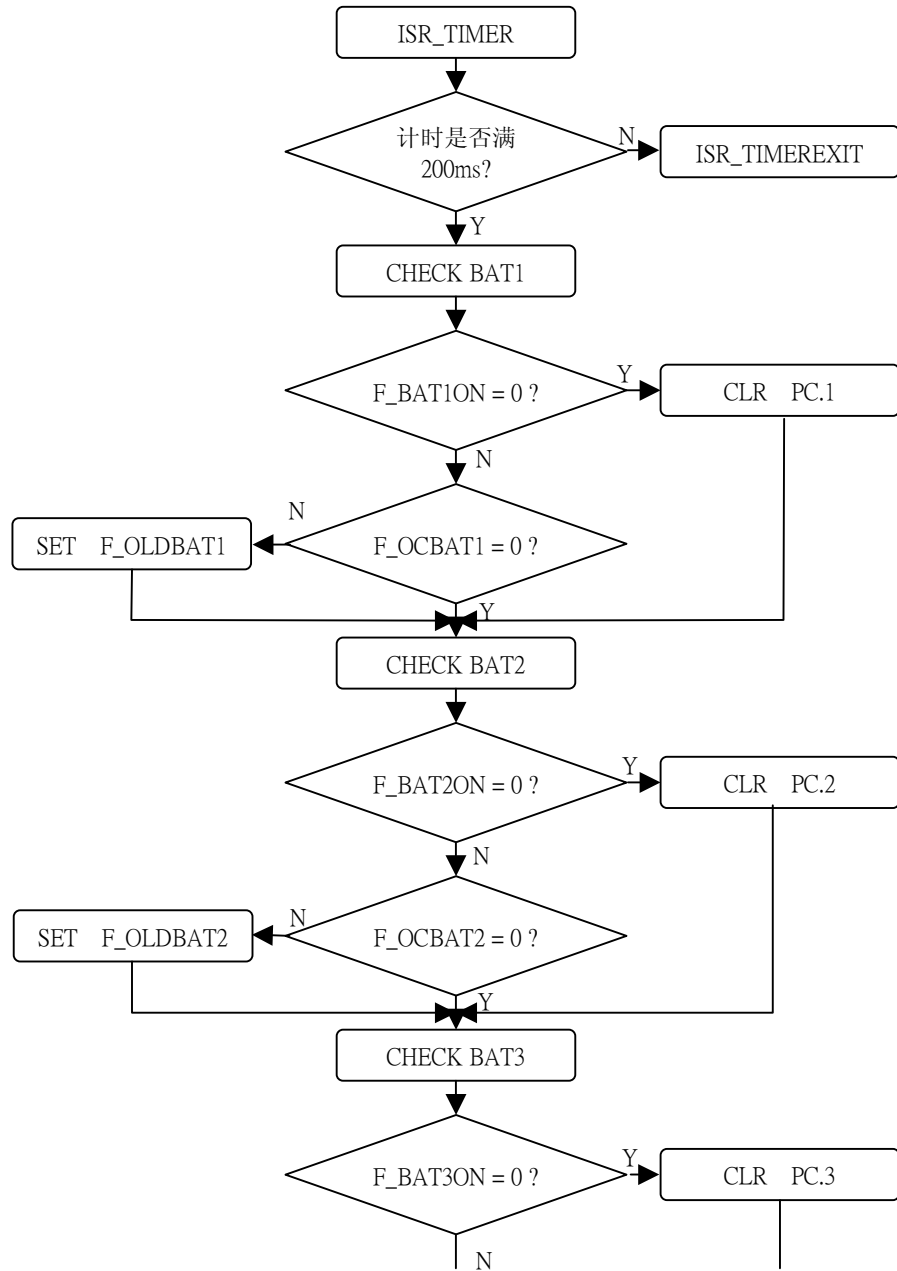 ISR_TIMER
计时是否满
200ms?
N
ISR_TIMEREXIT
Y
CHECK BAT1
F_BAT1ON = 0 ?
Y
CLR PC.1
N
F_OCBAT1 = 0 ?
N
SET F_OLDBAT1
Y
CHECK BAT2
F_BAT2ON = 0 ?
Y
CLR PC.2
N
F_OCBAT2 = 0 ?
N
SET F_OLDBAT2
Y
CHECK BAT3
F_BAT3ON = 0 ?
Y
CLR PC.3
N